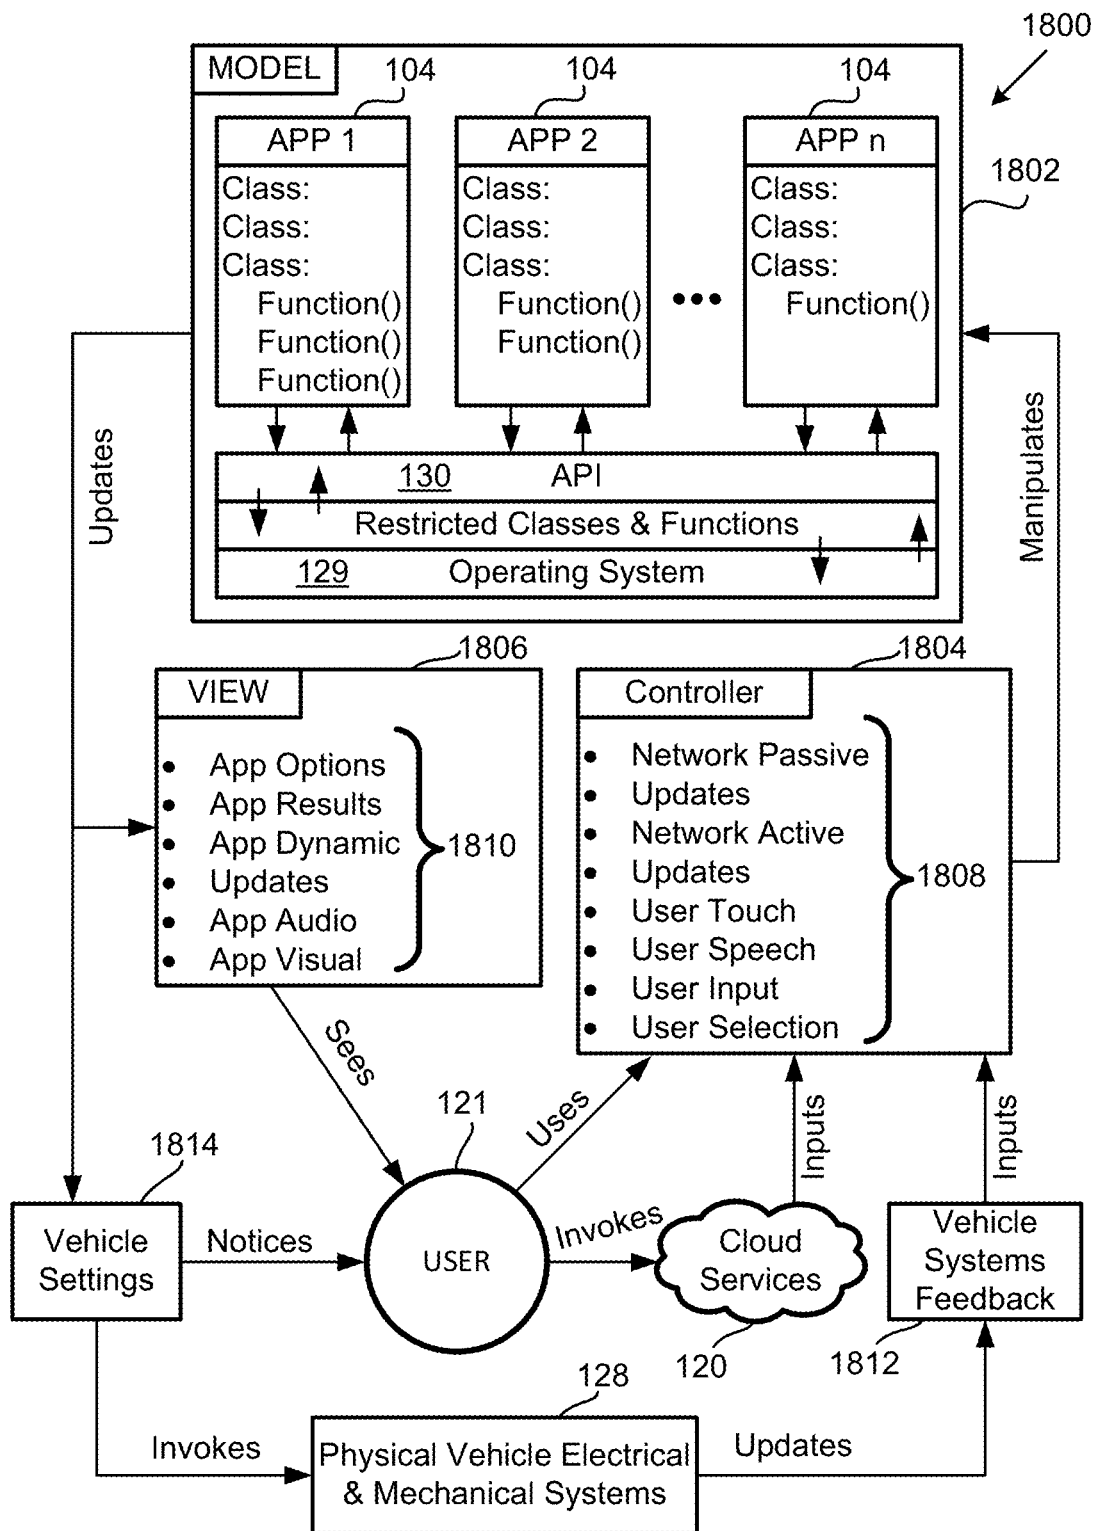 1800
MODEL
104
104
104
1802
APP 1
Class:
Class:
Class:
Function()
Function()
Function()
APP 2
Class:
Class:
Class:
Function()
Function()
•••
APP n
Class:
Class:
Class:
Function()
130 API
Restricted Classes & Functions
129 Operating System
Updates
Manipulates
1806
VIEW
• App Options
• App Results
• App Dynamic
• Updates
• App Audio
• App Visual
1810
1804
Controller
• Network Passive
• Updates
• Network Active
• Updates
• User Touch
• User Speech
• User Input
• User Selection
1808
Sees
Uses
Inputs
Inputs
121
1814
Vehicle
Settings
Notices
USER
Invokes
Cloud
Services
120
Vehicle
Systems
Feedback
1812
128
Invokes
Physical Vehicle Electrical
& Mechanical Systems
Updates